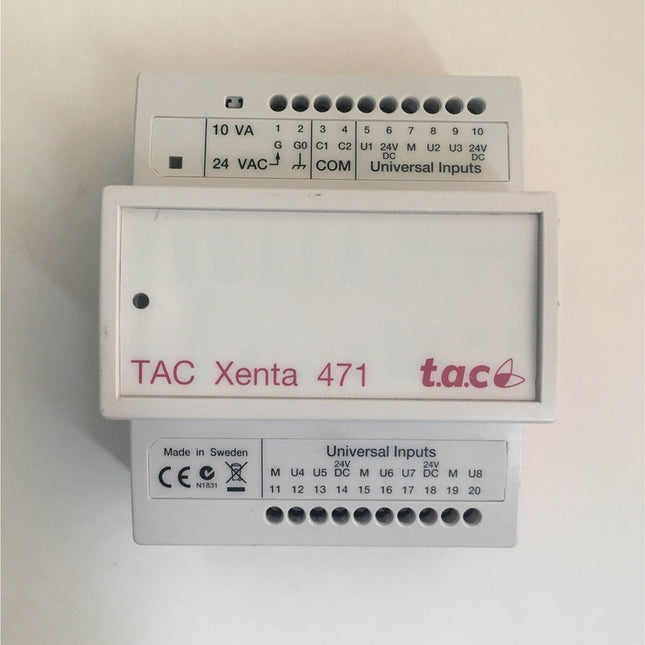 10 VA 1 2 3 4 5 6 7 8 9 10
G G0 C1 C2 U1 24V DC M U2 U3 24V DC
24 VAC COM Universal Inputs
TAC Xenta 471 t.a.c
Made in Sweden Universal Inputs
CE N1831 M U4 U5 24V DC M U6 U7 24V DC M U8
11 12 13 14 15 16 17 18 19 20